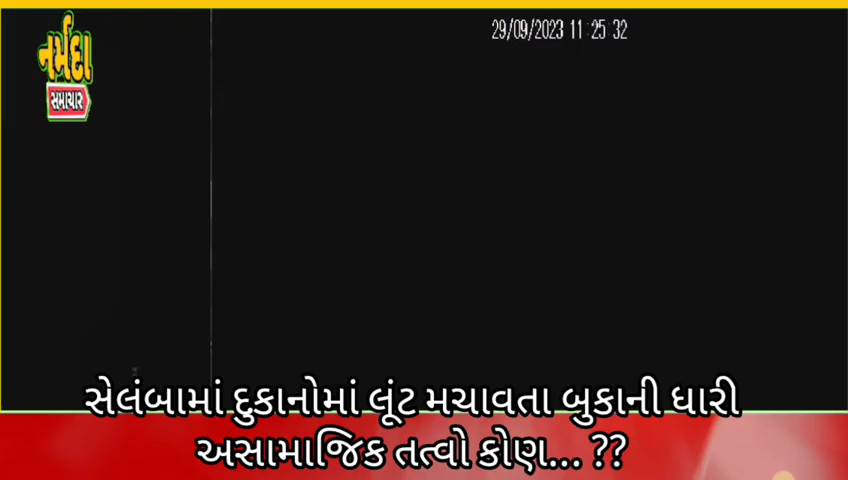 29/09/2023 11:25:32
નર્મદા
સમાચાર
સેલંબામાં દુકાનોમાં લૂંટ મચાવતા બુકાની ધારી
અસામાજિક તત્વો કોણ... ??